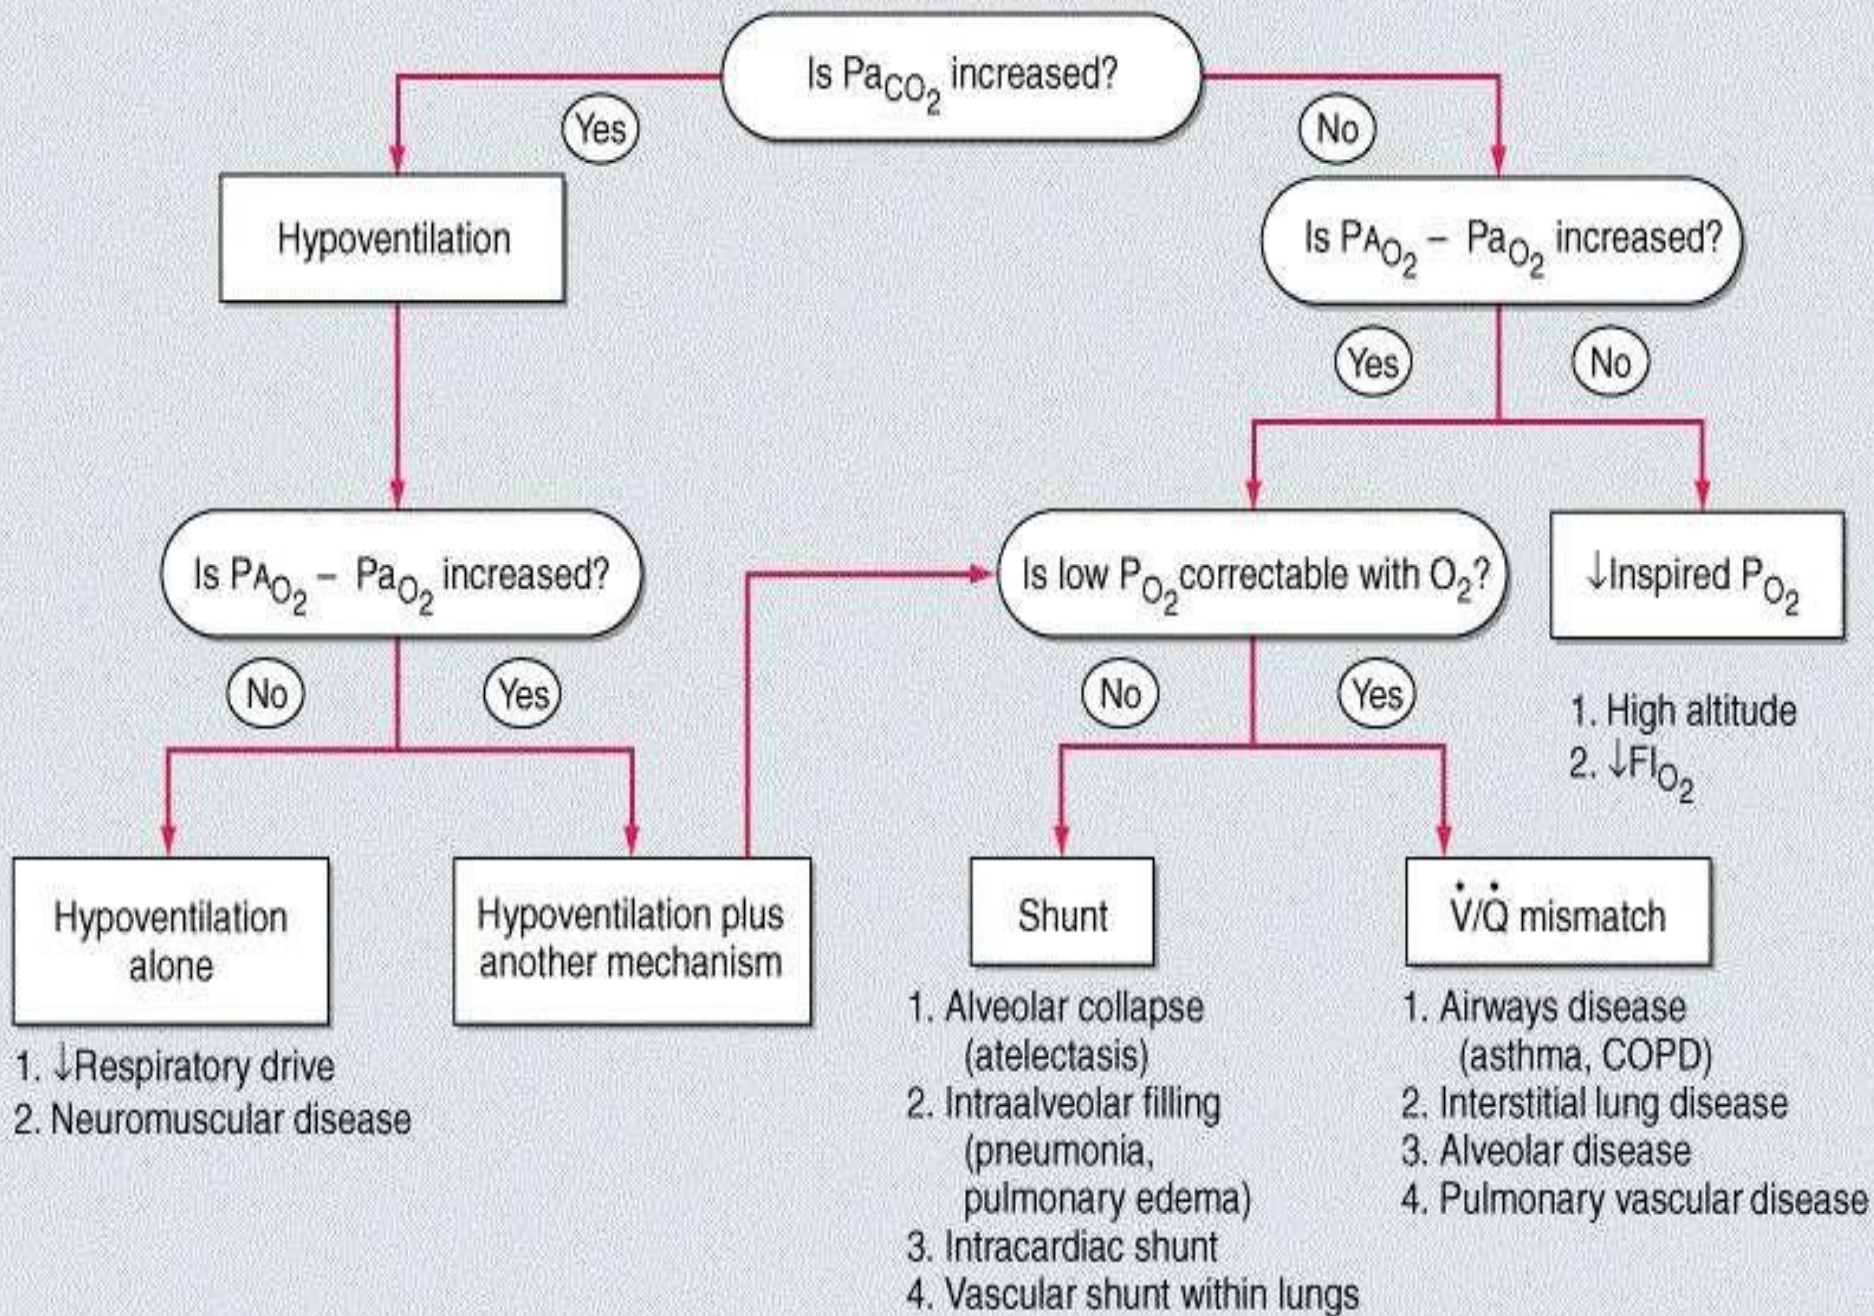 Is PaCO2 increased?
Yes
No
Hypoventilation
Is PAO2 – PaO2 increased?
Yes
No
Is PAO2 – PaO2 increased?
Is low PO2 correctable with O2?
↓Inspired PO2
No
Yes
No
Yes
1. High altitude
2. ↓FIO2
Hypoventilation
alone
Hypoventilation plus
another mechanism
Shunt
V̇/Q̇ mismatch
1. ↓Respiratory drive
2. Neuromuscular disease
1. Alveolar collapse
(atelectasis)
2. Intraalveolar filling
(pneumonia,
pulmonary edema)
3. Intracardiac shunt
4. Vascular shunt within lungs
1. Airways disease
(asthma, COPD)
2. Interstitial lung disease
3. Alveolar disease
4. Pulmonary vascular disease